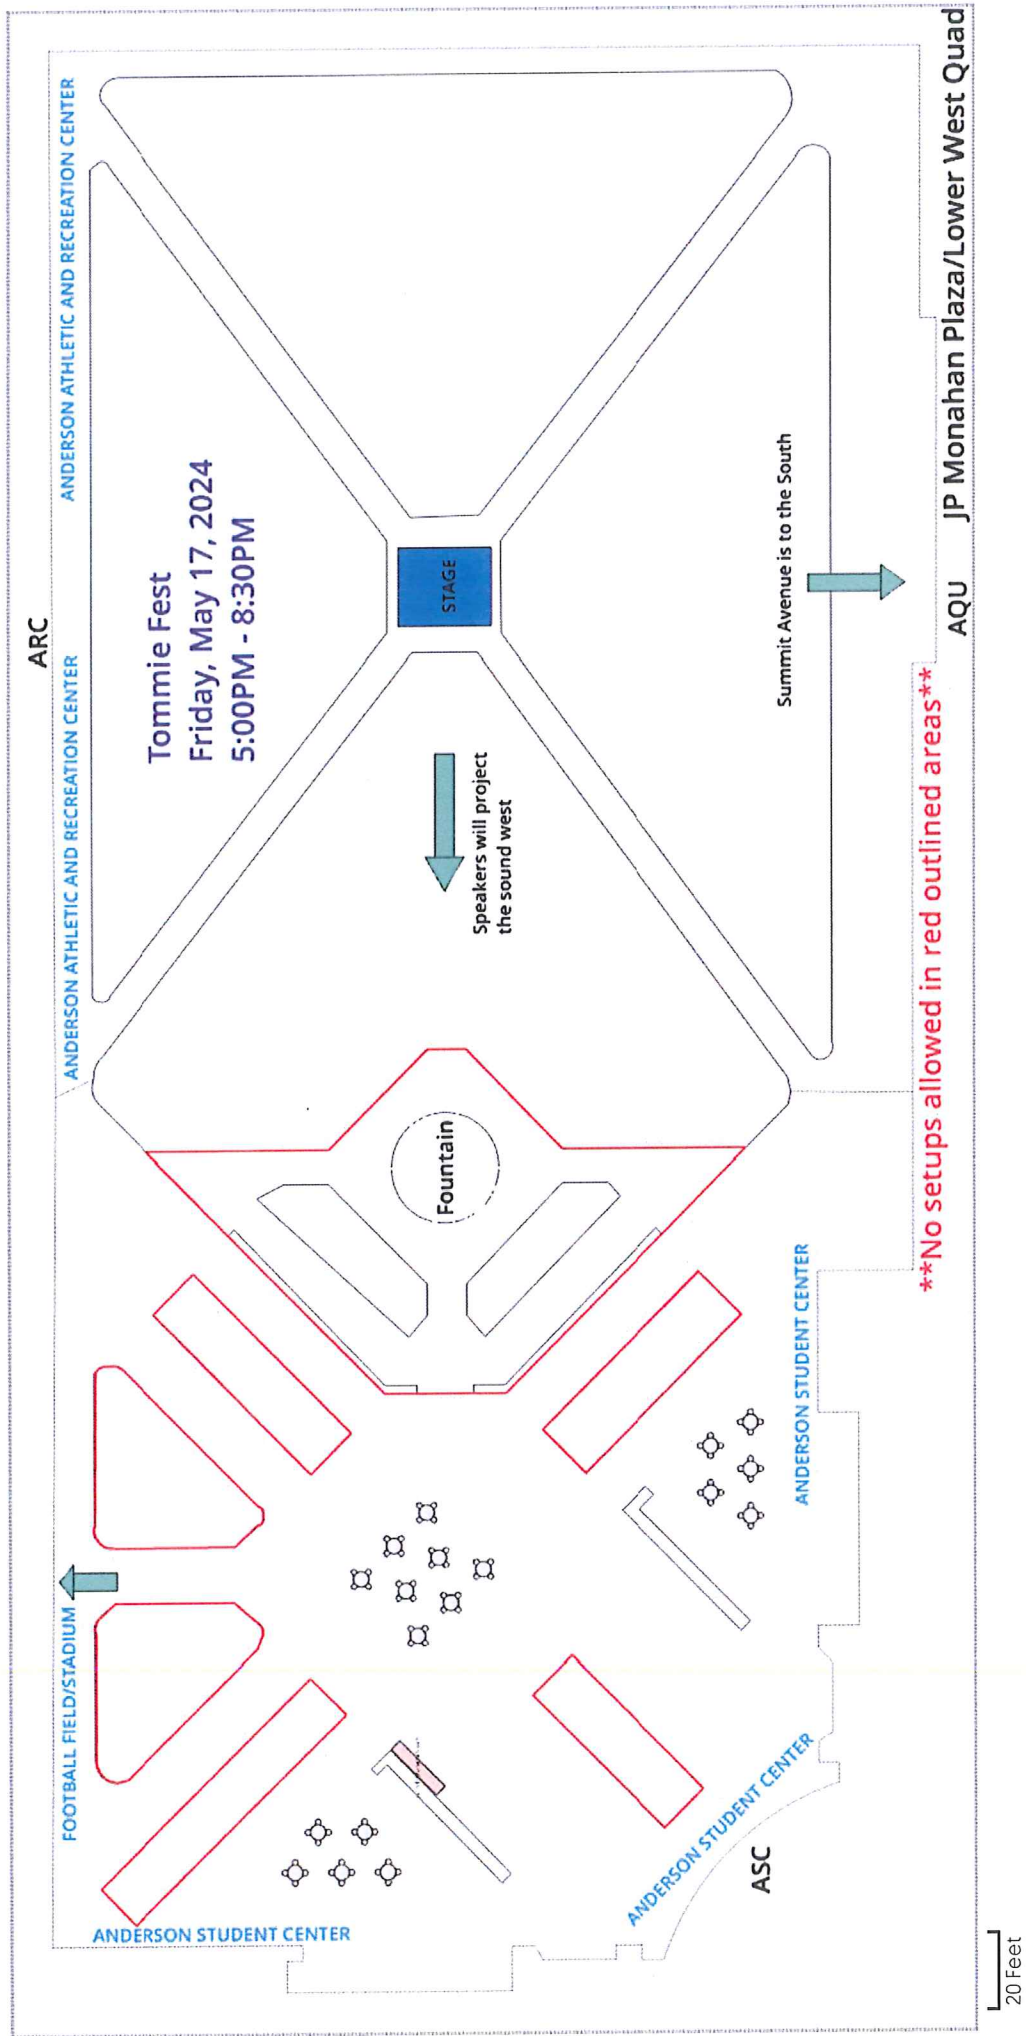 ARC
ANDERSON ATHLETIC AND RECREATION CENTER
ANDERSON ATHLETIC AND RECREATION CENTER
FOOTBALL FIELD/STADIUM
ANDERSON STUDENT CENTER
Tommie Fest
Friday, May 17, 2024
5:00PM - 8:30PM
STAGE
Speakers will project
the sound west
Fountain
Summit Avenue is to the South
ANDERSON STUDENT CENTER
ANDERSON STUDENT CENTER
ASC
**No setups allowed in red outlined areas**
AQU
JP Monahan Plaza/Lower West Quad
20 Feet